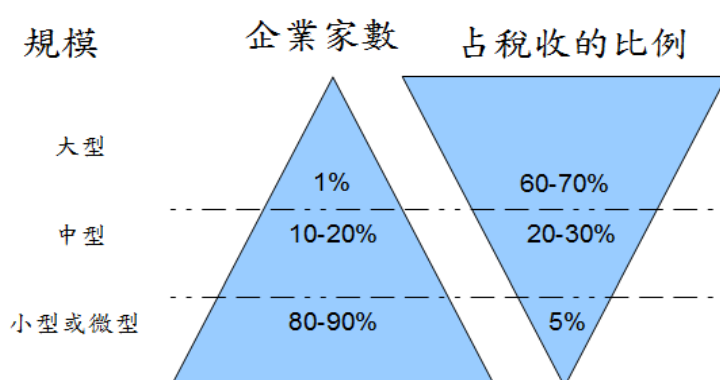 規模 企業家數 占稅收的比例
大型
1% 60-70%
中型 10-20% 20-30%
小型或微型 80-90% 5%